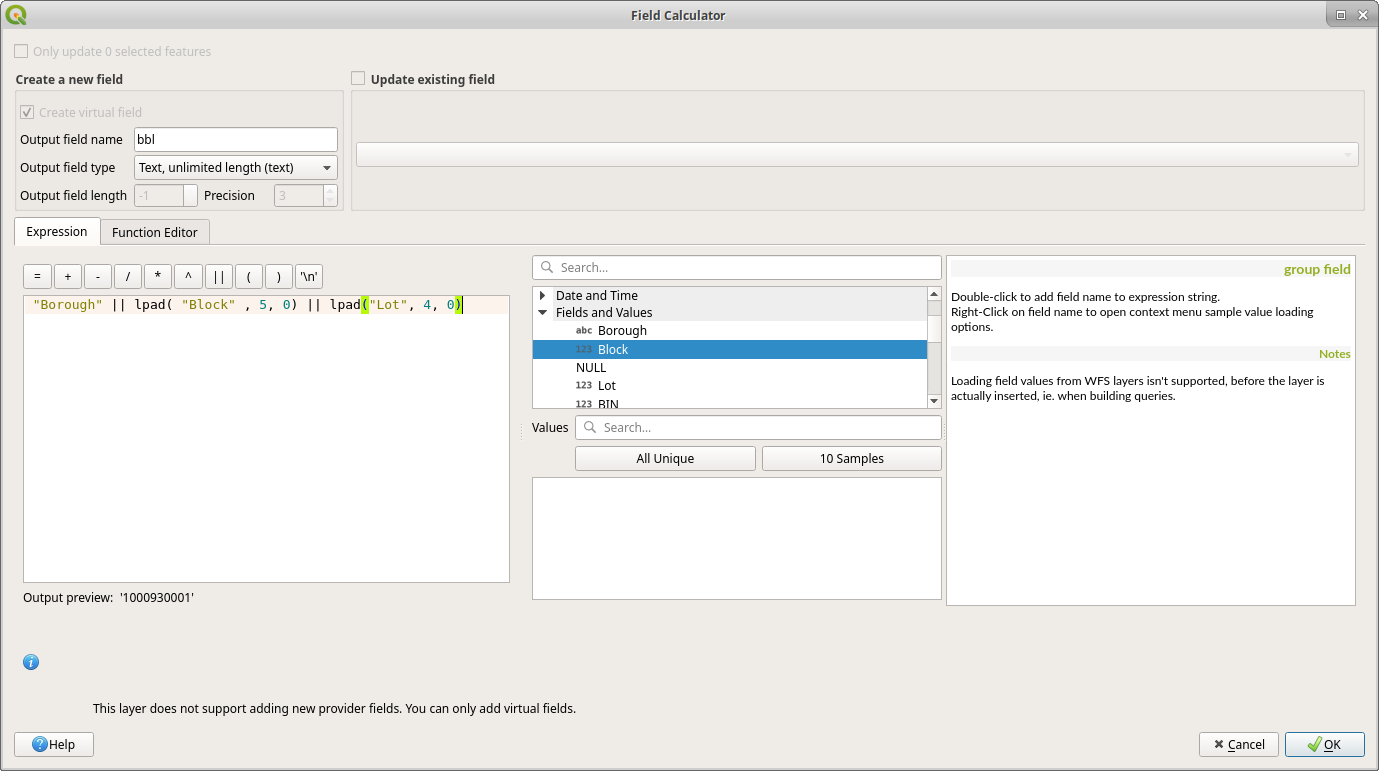 Field Calculator
Only update 0 selected features
Create a new field
Update existing field
Create virtual field
Output field name bbl
Output field type Text, unlimited length (text)
Output field length -1 Precision 3
Expression Function Editor
= + - / * ^ || ( ) '\n'
"Borough" || lpad( "Block" , 5, 0) || lpad("Lot", 4, 0)
Output preview: '1000930001'
Search...
Date and Time
Fields and Values
abc Borough
123 Block
NULL
123 Lot
123 BIN
Values Search...
All Unique 10 Samples
group field
Double-click to add field name to expression string.
Right-Click on field name to open context menu sample value loading
options.
Notes
Loading field values from WFS layers isn't supported, before the layer is
actually inserted, ie. when building queries.
This layer does not support adding new provider fields. You can only add virtual fields.
Help Cancel OK